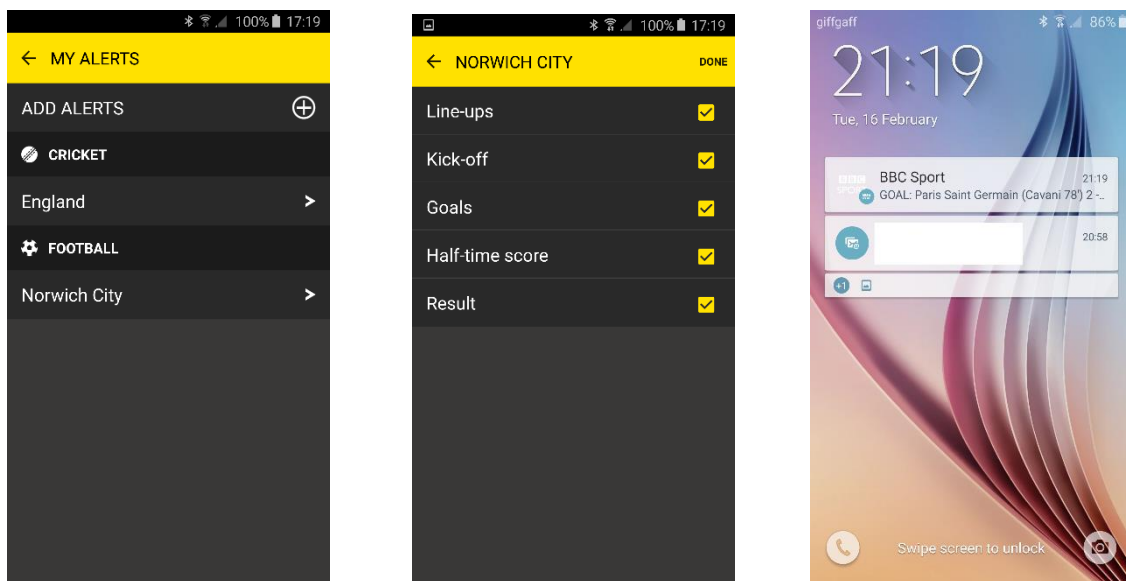 100% 17:19
MY ALERTS
ADD ALERTS
CRICKET
England
FOOTBALL
Norwich City
100% 17:19
NORWICH CITY DONE
Line-ups
Kick-off
Goals
Half-time score
Result
giffgaff 86%
21:19
Tue, 16 February
BBC Sport 21:19
GOAL: Paris Saint Germain (Cavani 78') 2 -..
20:58
+1
Swipe screen to unlock